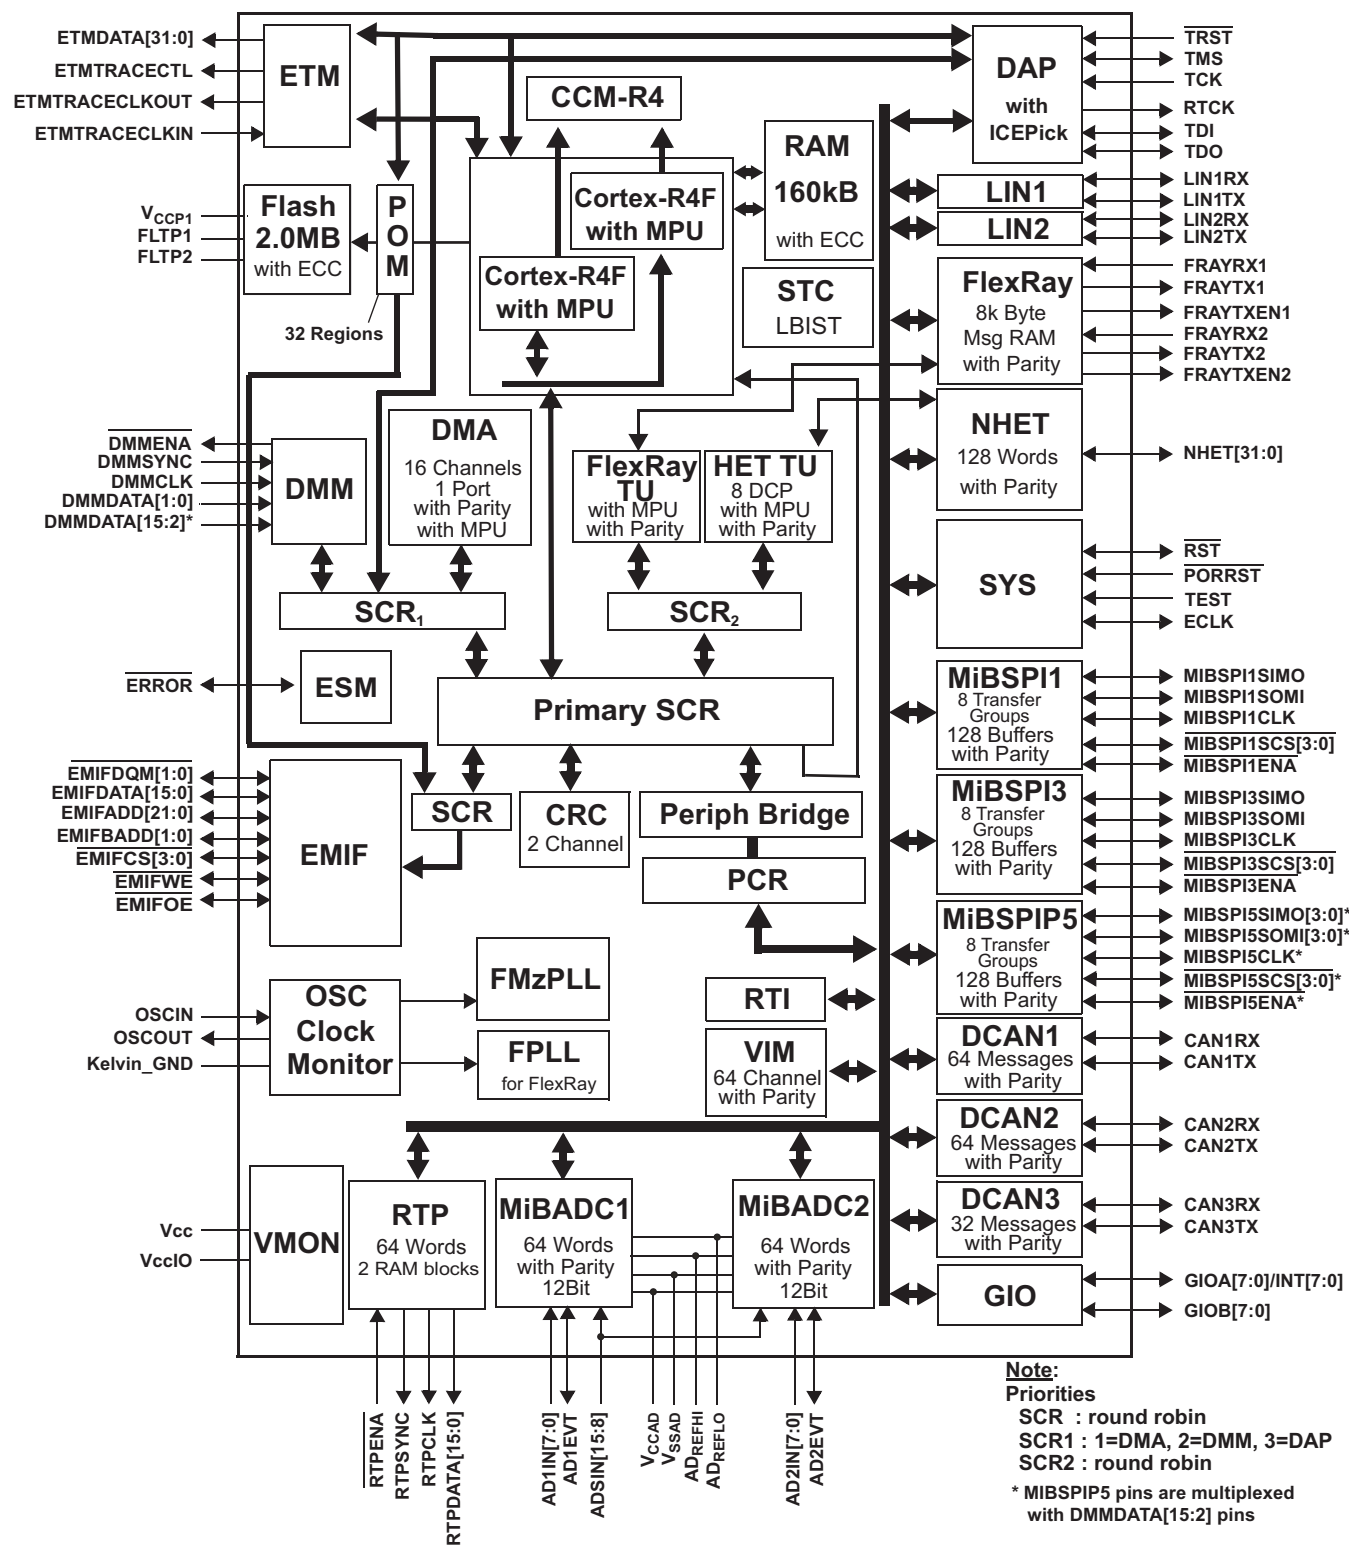 ETMDATA[31:0]
ETMTRACECTL
ETMTRACECLKOUT
ETMTRACECLKIN
ETM
V_CCP1
FLTP1
FLTP2
Flash
2.0MB
with ECC
P
O
M
32 Regions
CCM-R4
Cortex-R4F
with MPU
Cortex-R4F
with MPU
RAM
160kB
with ECC
STC
LBIST
DAP
with
ICEPick
TRST
TMS
TCK
RTCK
TDI
TDO
LIN1
LIN1RX
LIN1TX
LIN2
LIN2RX
LIN2TX
FlexRay
8k Byte
Msg RAM
with Parity
FRAYRX1
FRAYTX1
FRAYTXEN1
FRAYRX2
FRAYTX2
FRAYTXEN2
DMMENA
DMMSYNC
DMMCLK
DMMDATA[1:0]
DMMDATA[15:2]*
DMM
DMA
16 Channels
1 Port
with Parity
with MPU
FlexRay
TU
with MPU
with Parity
HET TU
8 DCP
with MPU
with Parity
NHET
128 Words
with Parity
NHET[31:0]
SCR1
SCR2
SYS
RST
PORRST
TEST
ECLK
ERROR
ESM
Primary SCR
MiBSPI1
8 Transfer
Groups
128 Buffers
with Parity
MIBSPI1SIMO
MIBSPI1SOMI
MIBSPI1CLK
MIBSPI1SCS[3:0]
MIBSPI1ENA
EMIFDQM[1:0]
EMIFDATA[15:0]
EMIFADD[21:0]
EMIFBADD[1:0]
EMIFCS[3:0]
EMIFWE
EMIFOE
EMIF
SCR
CRC
2 Channel
Periph Bridge
PCR
MiBSPI3
8 Transfer
Groups
128 Buffers
with Parity
MIBSPI3SIMO
MIBSPI3SOMI
MIBSPI3CLK
MIBSPI3SCS[3:0]
MIBSPI3ENA
MiBSPIP5
8 Transfer
Groups
128 Buffers
with Parity
MIBSPI5SIMO[3:0]*
MIBSPI5SOMI[3:0]*
MIBSPI5CLK*
MIBSPI5SCS[3:0]*
MIBSPI5ENA*
OSCIN
OSCOUT
Kelvin_GND
OSC
Clock
Monitor
FMzPLL
FPLL
for FlexRay
RTI
VIM
64 Channel
with Parity
DCAN1
64 Messages
with Parity
CAN1RX
CAN1TX
DCAN2
64 Messages
with Parity
CAN2RX
CAN2TX
DCAN3
32 Messages
with Parity
CAN3RX
CAN3TX
GIO
GIOA[7:0]/INT[7:0]
GIOB[7:0]
Vcc
VccIO
VMON
RTP
64 Words
2 RAM blocks
MiBADC1
64 Words
with Parity
12Bit
MiBADC2
64 Words
with Parity
12Bit
RTPENA
RTPSYNC
RTPCLK
RTPDATA[15:0]
AD1IN[7:0]
AD1EVT
ADSIN[15:8]
V_CCAD
V_SSAD
AD_REFHI
AD_REFLO
AD2IN[7:0]
AD2EVT
Note:
Priorities
SCR : round robin
SCR1 : 1=DMA, 2=DMM, 3=DAP
SCR2 : round robin
* MIBSPIP5 pins are multiplexed
with DMMDATA[15:2] pins